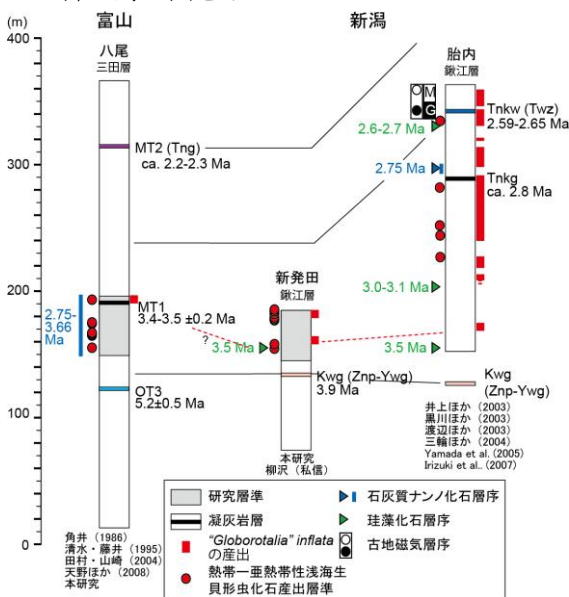 (m)
富山
新潟
400
300
200
100
0
八尾
三田層
MT2 (Tng)
ca. 2.2-2.3 Ma
MT1
3.4-3.5 ±0.2 Ma
2.75-
3.66
Ma
OT3
5.2±0.5 Ma
角井 (1986)
清水・藤井 (1995)
田村・山崎 (2004)
天野ほか (2008)
本研究
新発田
鍬江層
?
3.5 Ma
Kwg (Znp-Ywg)
3.9 Ma
本研究
柳沢 (私信)
胎内
鍬江層
M
G
2.6-2.7 Ma
2.75 Ma
3.0-3.1 Ma
3.5 Ma
Tnkw (Twz)
2.59-2.65 Ma
Tnkg
ca. 2.8 Ma
Kwg
(Znp-Ywg)
井上ほか (2003)
黒川ほか (2003)
渡辺ほか (2003)
三輪ほか (2004)
Yamada et al. (2005)
Irizuki et al.. (2007)
研究層準
凝灰岩層
"Globorotalia" inflata
の産出
熱帯―亜熱帯性浅海生
貝形虫化石産出層準
石灰質ナンノ化石層序
珪藻化石層序
古地磁気層序